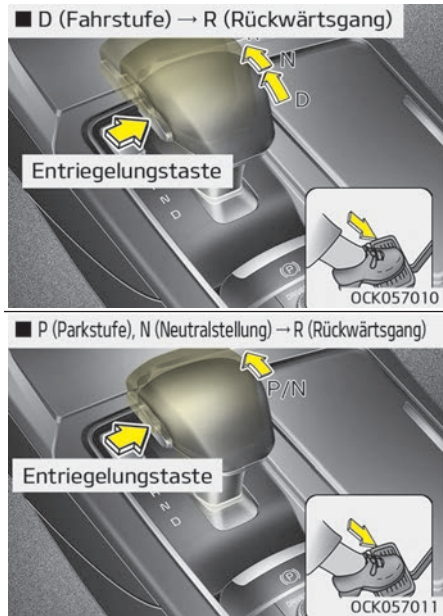 ■ D (Fahrstufe) → R (Rückwärtsgang)
N
D
Entriegelungstaste
N
D
P
OCK057010
■ P (Parkstufe), N (Neutralstellung) → R (Rückwärtsgang)
P/N
Entriegelungstaste
R
N
D
P
OCK057011